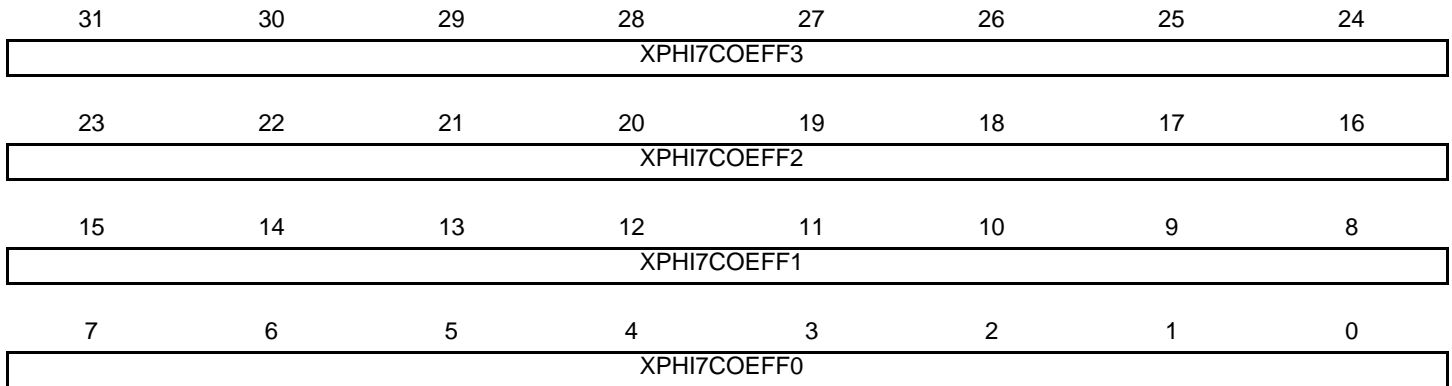 31 30 29 28 27 26 25 24
XPHI7COEFF3
23 22 21 20 19 18 17 16
XPHI7COEFF2
15 14 13 12 11 10 9 8
XPHI7COEFF1
7 6 5 4 3 2 1 0
XPHI7COEFF0